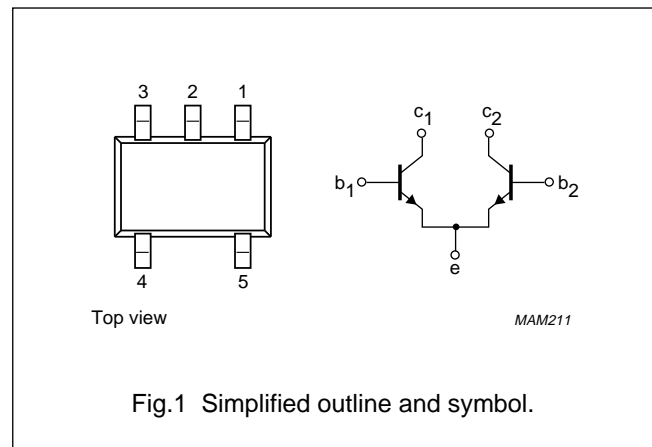 3 2 1
c1 c2
b1 b2
4 5
e
Top view MAM211
Fig.1 Simplified outline and symbol.